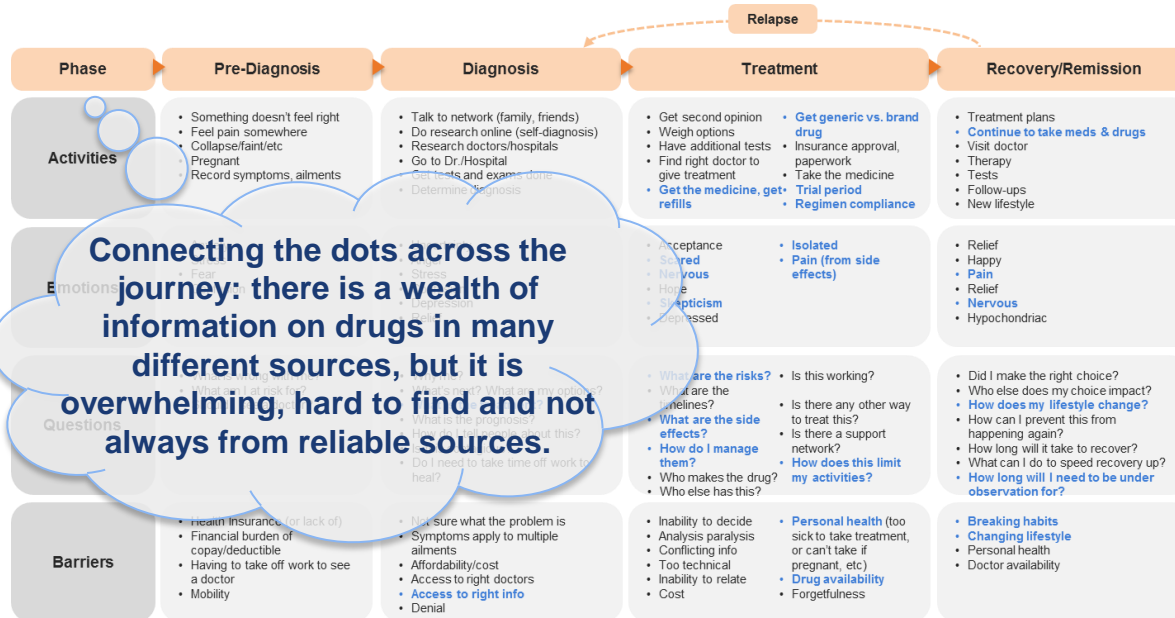 Relapse
Phase
Pre-Diagnosis
Diagnosis
Treatment
Recovery/Remission
Activities
• Something doesn't feel right
• Feel pain somewhere
• Collapse/faint/etc
• Pregnant
• Record symptoms, ailments
• Talk to network (family, friends)
• Do research online (self-diagnosis)
• Research doctors/hospitals
• Go to Dr./Hospital
• Get tests and exams done
• Determine diagnosis
• Get second opinion
• Weigh options
• Have additional tests
• Find right doctor to
give treatment
• Get the medicine, get
refills
• Get generic vs. brand
drug
• Insurance approval,
paperwork
• Take the medicine
• Trial period
• Regimen compliance
• Treatment plans
• Continue to take meds & drugs
• Visit doctor
• Therapy
• Tests
• Follow-ups
• New lifestyle
Connecting the dots across the
journey: there is a wealth of
information on drugs in many
different sources, but it is
overwhelming, hard to find and not
always from reliable sources.
Emotions
Fear
Stress
Depression
• Acceptance
• Scared
• Nervous
• Hope
• Skepticism
• Depressed
• Isolated
• Pain (from side
effects)
• Relief
• Happy
• Pain
• Relief
• Nervous
• Hypochondriac
Questions
• What is wrong with me?
• What am I at risk for?
• Why me?
• What's next? What are my options?
• What is the prognosis?
• How do I tell people about this?
• Do I need to take time off work to
heal?
• What are the risks?
• What are the
timelines?
• What are the side
effects?
• How do I manage
them?
• Who makes the drug?
• Who else has this?
• Is this working?
• Is there any other way
to treat this?
• Is there a support
network?
• How does this limit
my activities?
• Did I make the right choice?
• Who else does my choice impact?
• How does my lifestyle change?
• How can I prevent this from
happening again?
• How long will it take to recover?
• What can I do to speed recovery up?
• How long will I need to be under
observation for?
Barriers
• Health Insurance (or lack of)
• Financial burden of
copay/deductible
• Having to take off work to see
a doctor
• Mobility
• Not sure what the problem is
• Symptoms apply to multiple
ailments
• Affordability/cost
• Access to right doctors
• Access to right info
• Denial
• Inability to decide
• Analysis paralysis
• Conflicting info
• Too technical
• Inability to relate
• Cost
• Personal health (too
sick to take treatment,
or can't take if
pregnant, etc)
• Drug availability
• Forgetfulness
• Breaking habits
• Changing lifestyle
• Personal health
• Doctor availability